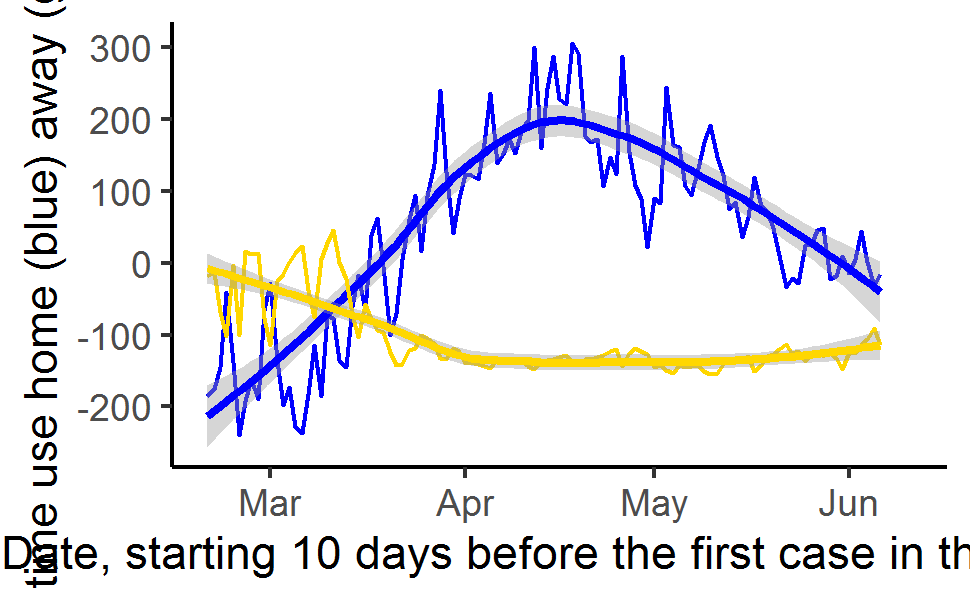 time use home (blue) away (
300
200
100
0
-100
-200
Mar Apr May Jun
Date, starting 10 days before the first case in th